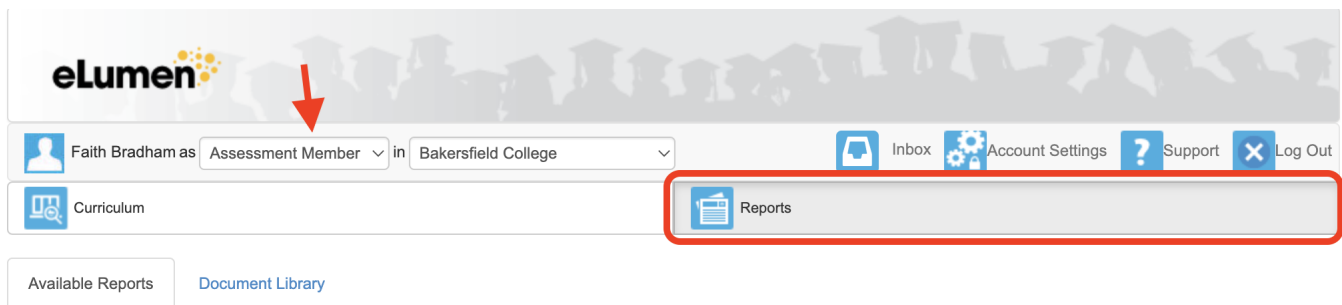 eLumen
Faith Bradham as Assessment Member in Bakersfield College Inbox Account Settings ? Support Log Out
Curriculum Reports
Available Reports Document Library